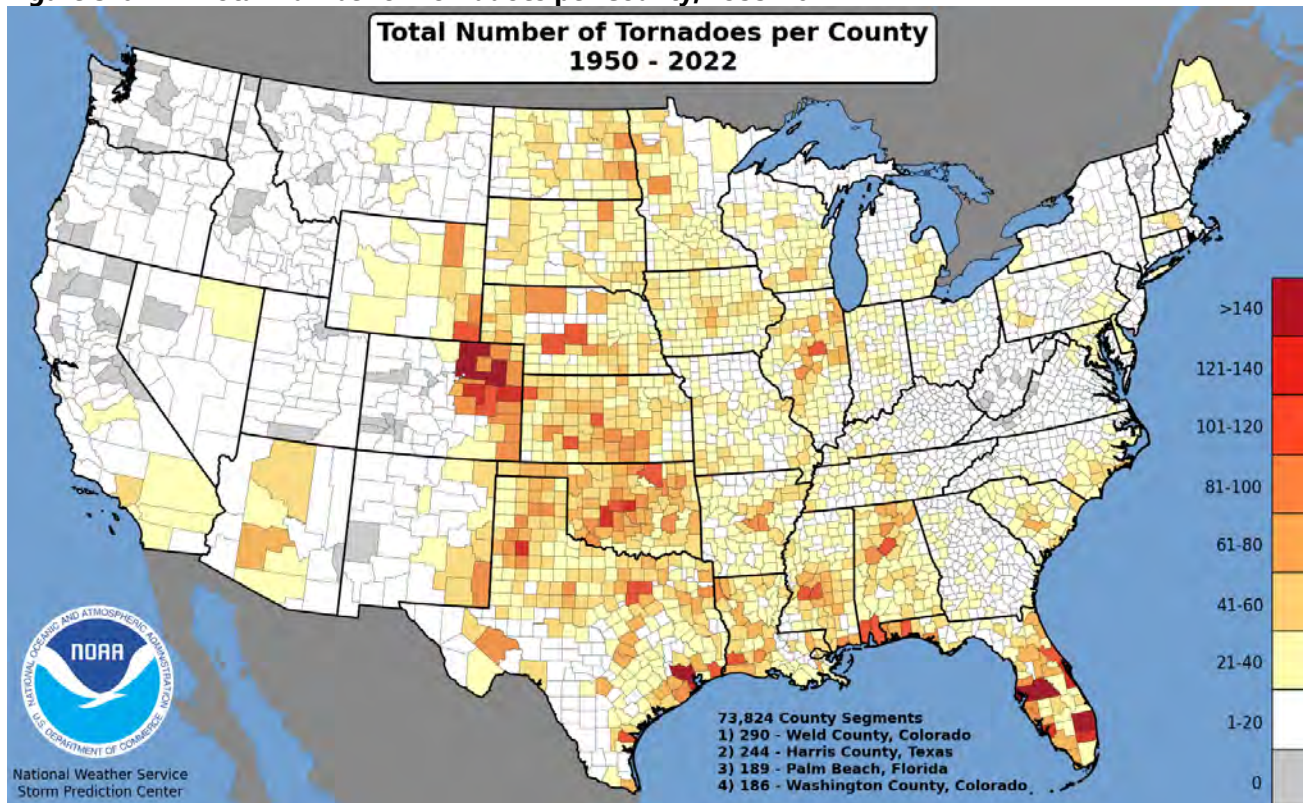 Total Number of Tornadoes per County
1950 - 2022
>140
121-140
101-120
81-100
61-80
41-60
21-40
1-20
0
NATIONAL OCEANIC AND ATMOSPHERIC ADMINISTRATION
NOAA
U.S. DEPARTMENT OF COMMERCE
National Weather Service
Storm Prediction Center
73,824 County Segments
1) 290 - Weld County, Colorado
2) 244 - Harris County, Texas
3) 189 - Palm Beach, Florida
4) 186 - Washington County, Colorado